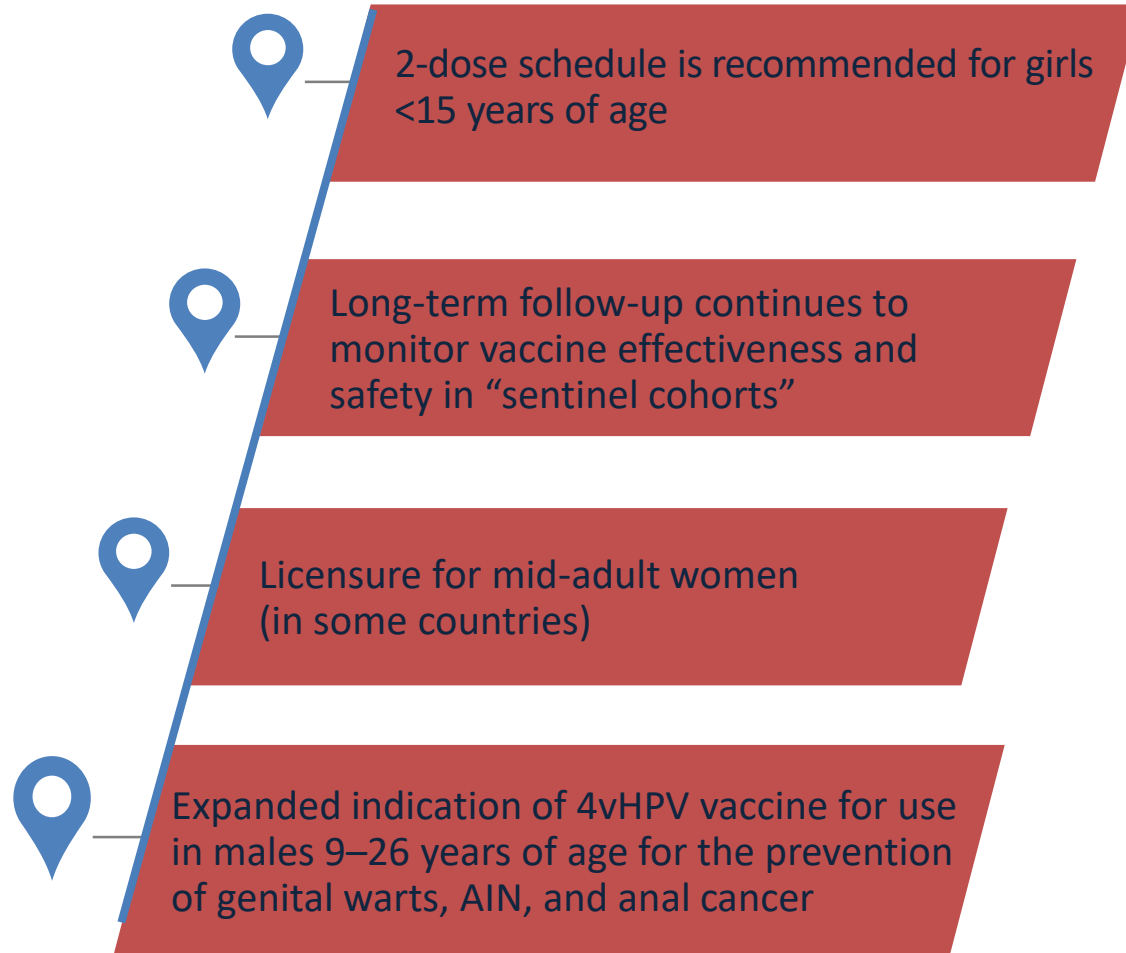 2-dose schedule is recommended for girls
<15 years of age
Long-term follow-up continues to
monitor vaccine effectiveness and
safety in “sentinel cohorts”
Licensure for mid-adult women
(in some countries)
Expanded indication of 4vHPV vaccine for use
in males 9–26 years of age for the prevention
of genital warts, AIN, and anal cancer